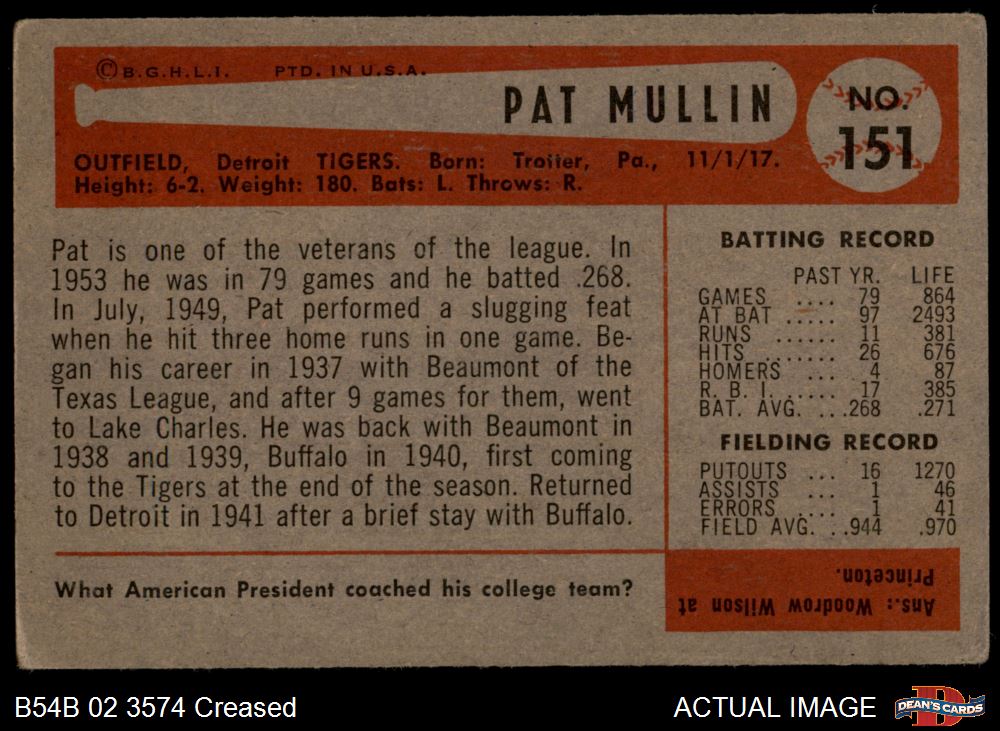 © B.G.H.L.I. PTD. IN U.S.A.
PAT MULLIN
NO.
151
OUTFIELD, Detroit TIGERS. Born: Trotter, Pa., 11/1/17.
Height: 6-2. Weight: 180. Bats: L. Throws: R.
Pat is one of the veterans of the league. In
1953 he was in 79 games and he batted .268.
In July, 1949, Pat performed a slugging feat
when he hit three home runs in one game. Be-
gan his career in 1937 with Beaumont of the
Texas League, and after 9 games for them, went
to Lake Charles. He was back with Beaumont in
1938 and 1939, Buffalo in 1940, first coming
to the Tigers at the end of the season. Returned
to Detroit in 1941 after a brief stay with Buffalo.
What American President coached his college team?
BATTING RECORD
PAST YR. LIFE
GAMES .... 79 864
AT BAT ..... 97 2493
RUNS ...... 11 381
HITS ....... 26 676
HOMERS ... 4 87
R. B. I. ..... 17 385
BAT. AVG. ...268 .271
FIELDING RECORD
PUTOUTS ... 16 1270
ASSISTS ... 1 46
ERRORS .... 1 41
FIELD AVG. ..944 .970
Ans.: Woodrow Wilson at
Princeton.
B54B 02 3574 Creased
ACTUAL IMAGE
D
DEAN'S CARDS